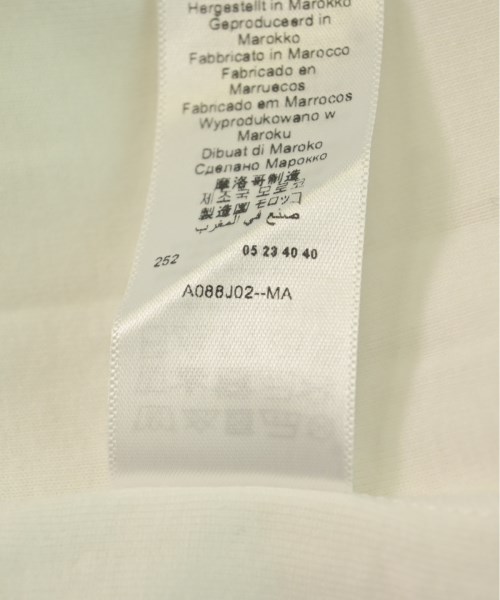 Hergestellt in Marokko
Geproduceerd in
Marokko
Fabbricato in Marocco
Fabricado en
Marruecos
Fabricado em Marrocos
Wyprodukowano w
Maroku
Dibuat di Maroko
Сделано Марокко
摩洛哥制造
제조국 모로코
製造國 モロッコ
صنع في المغرب
252 05 23 40 40
A088J02--MA